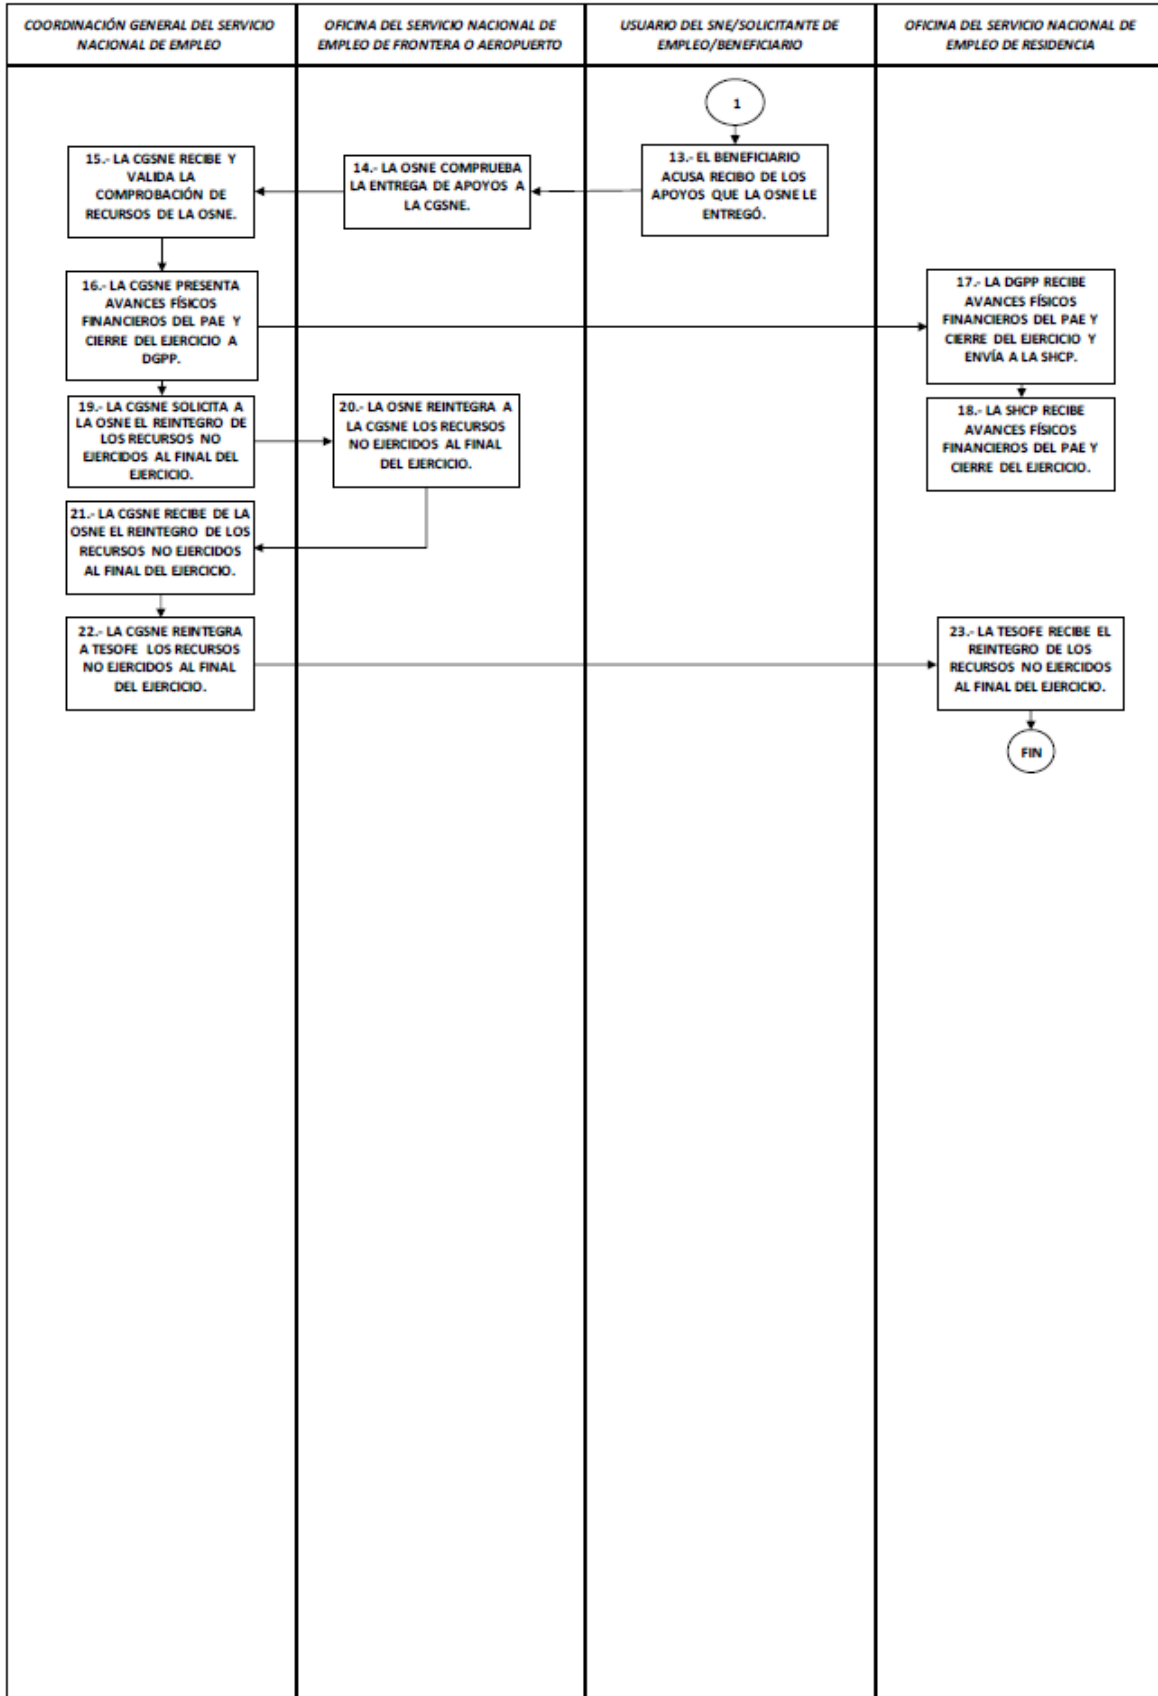 COORDINACIÓN GENERAL DEL SERVICIO
NACIONAL DE EMPLEO
OFICINA DEL SERVICIO NACIONAL DE
EMPLEO DE FRONTERA O AEROPUERTO
USUARIO DEL SNE/SOLICITANTE DE
EMPLEO/BENEFICIARIO
OFICINA DEL SERVICIO NACIONAL DE
EMPLEO DE RESIDENCIA
1
13.- EL BENEFICIARIO
ACUSA RECIBO DE LOS
APOYOS QUE LA OSNE LE
ENTREGÓ.
14.- LA OSNE COMPRUEBA
LA ENTREGA DE APOYOS A
LA CGSNE.
15.- LA CGSNE RECIBE Y
VALIDA LA
COMPROBACIÓN DE
RECURSOS DE LA OSNE.
16.- LA CGSNE PRESENTA
AVANCES FÍSICOS
FINANCIEROS DEL PAE Y
CIERRE DEL EJERCICIO A
DGPP.
17.- LA DGPP RECIBE
AVANCES FÍSICOS
FINANCIEROS DEL PAE Y
CIERRE DEL EJERCICIO Y
ENVÍA A LA SHCP.
18.- LA SHCP RECIBE
AVANCES FÍSICOS
FINANCIEROS DEL PAE Y
CIERRE DEL EJERCICIO.
19.- LA CGSNE SOLICITA A
LA OSNE EL REINTEGRO DE
LOS RECURSOS NO
EJERCIDOS AL FINAL DEL
EJERCICIO.
20.- LA OSNE REINTEGRA A
LA CGSNE LOS RECURSOS
NO EJERCIDOS AL FINAL
DEL EJERCICIO.
21.- LA CGSNE RECIBE DE LA
OSNE EL REINTEGRO DE LOS
RECURSOS NO EJERCIDOS
AL FINAL DEL EJERCICIO.
22.- LA CGSNE REINTEGRA
A TESOFE LOS RECURSOS
NO EJERCIDOS AL FINAL
DEL EJERCICIO.
23.- LA TESOFE RECIBE EL
REINTEGRO DE LOS
RECURSOS NO EJERCIDOS
AL FINAL DEL EJERCICIO.
FIN